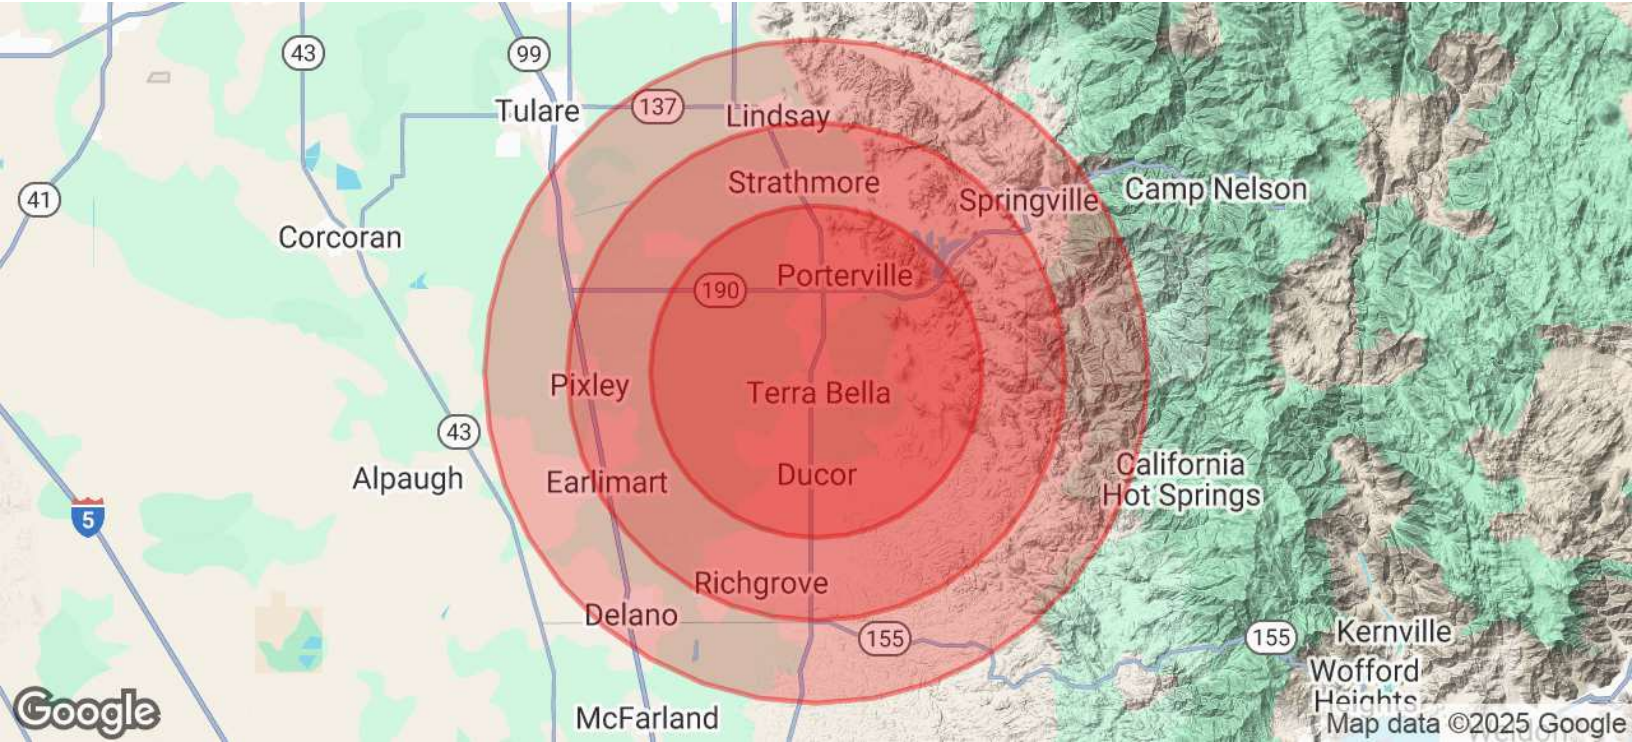 43
99
Tulare
137
Lindsay
Strathmore
41
Springville
Camp Nelson
Corcoran
Porterville
190
Pixley
Terra Bella
43
California
Hot Springs
Alpaugh
Earlimart
Ducor
5
Richgrove
Delano
155
155
Kernville
Wofford
Heights
Google
McFarland
Map data ©2025 Google